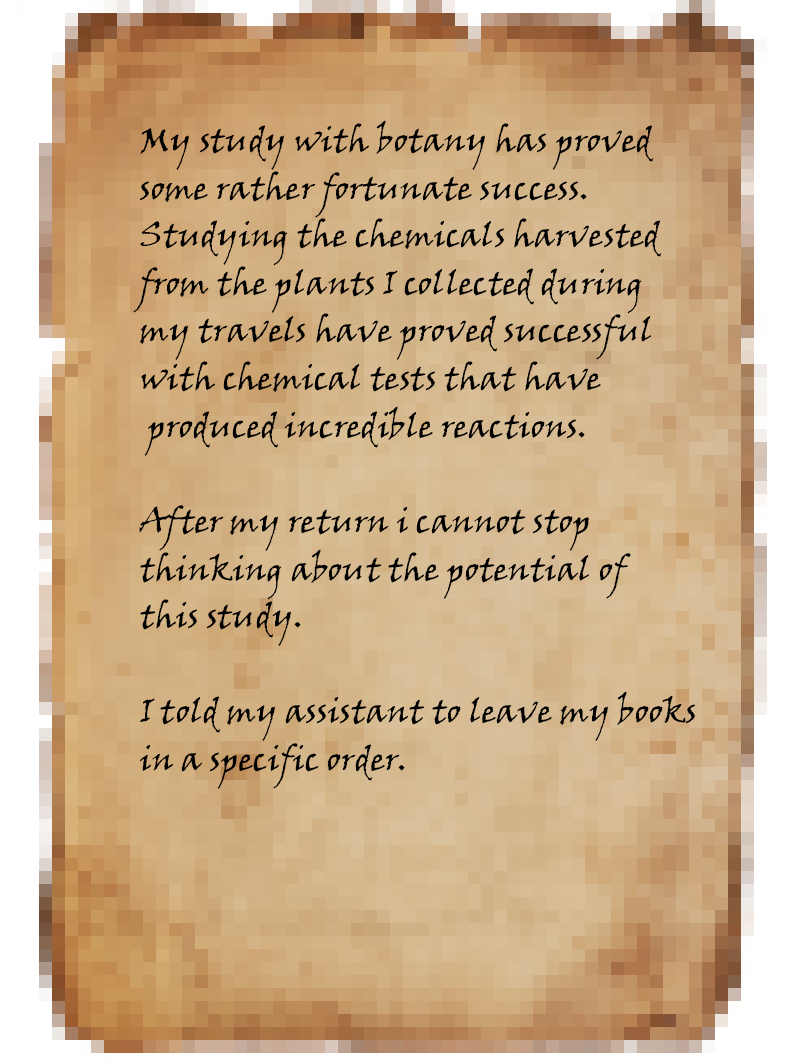 My study with botany has proved
some rather fortunate success.
Studying the chemicals harvested
from the plants I collected during
my travels have proved successful
with chemical tests that have
produced incredible reactions.
After my return i cannot stop
thinking about the potential of
this study.
I told my assistant to leave my books
in a specific order.